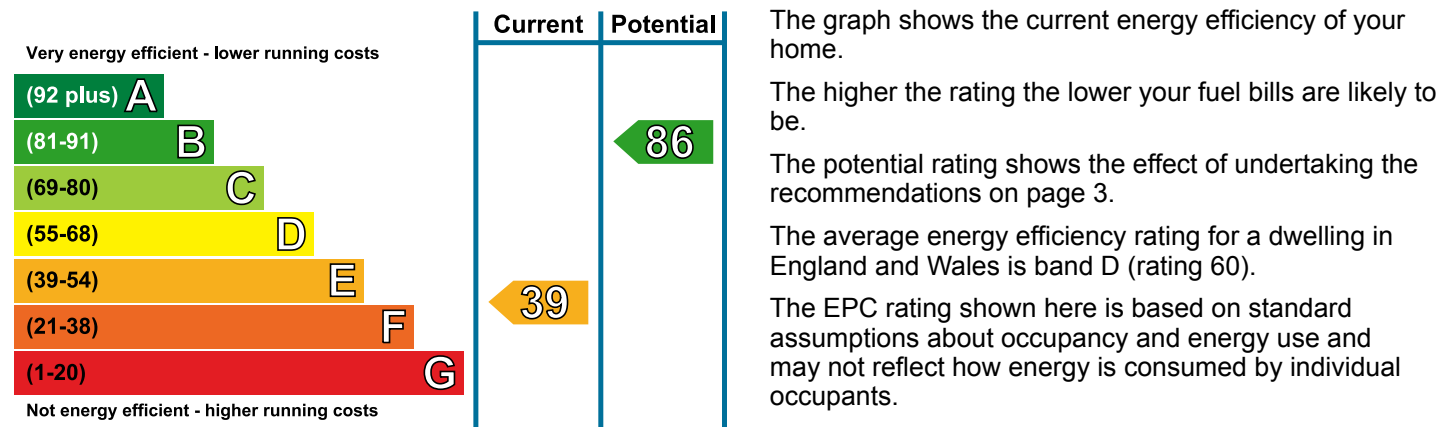 Current Potential
Very energy efficient - lower running costs
(92 plus) A
(81-91) B
86
(69-80) C
(55-68) D
(39-54) E
39
(21-38) F
(1-20) G
Not energy efficient - higher running costs
The graph shows the current energy efficiency of your
home.
The higher the rating the lower your fuel bills are likely to
be.
The potential rating shows the effect of undertaking the
recommendations on page 3.
The average energy efficiency rating for a dwelling in
England and Wales is band D (rating 60).
The EPC rating shown here is based on standard
assumptions about occupancy and energy use and
may not reflect how energy is consumed by individual
occupants.